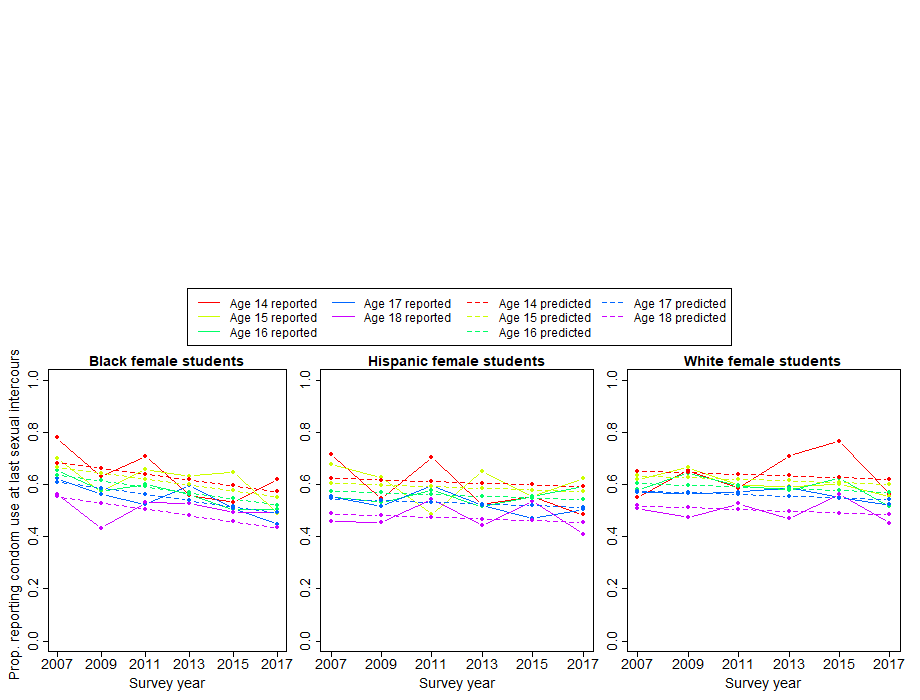 Age 14 reported Age 17 reported Age 14 predicted Age 17 predicted
Age 15 reported Age 18 reported Age 15 predicted Age 18 predicted
Age 16 reported Age 16 predicted
Black female students Hispanic female students White female students
Prop. reporting condom use at last sexual intercours
1.0 1.0 1.0
0.8 0.8 0.8
0.6 0.6 0.6
0.4 0.4 0.4
0.2 0.2 0.2
0.0 0.0 0.0
2007 2009 2011 2013 2015 2017 2007 2009 2011 2013 2015 2017 2007 2009 2011 2013 2015 2017
Survey year Survey year Survey year